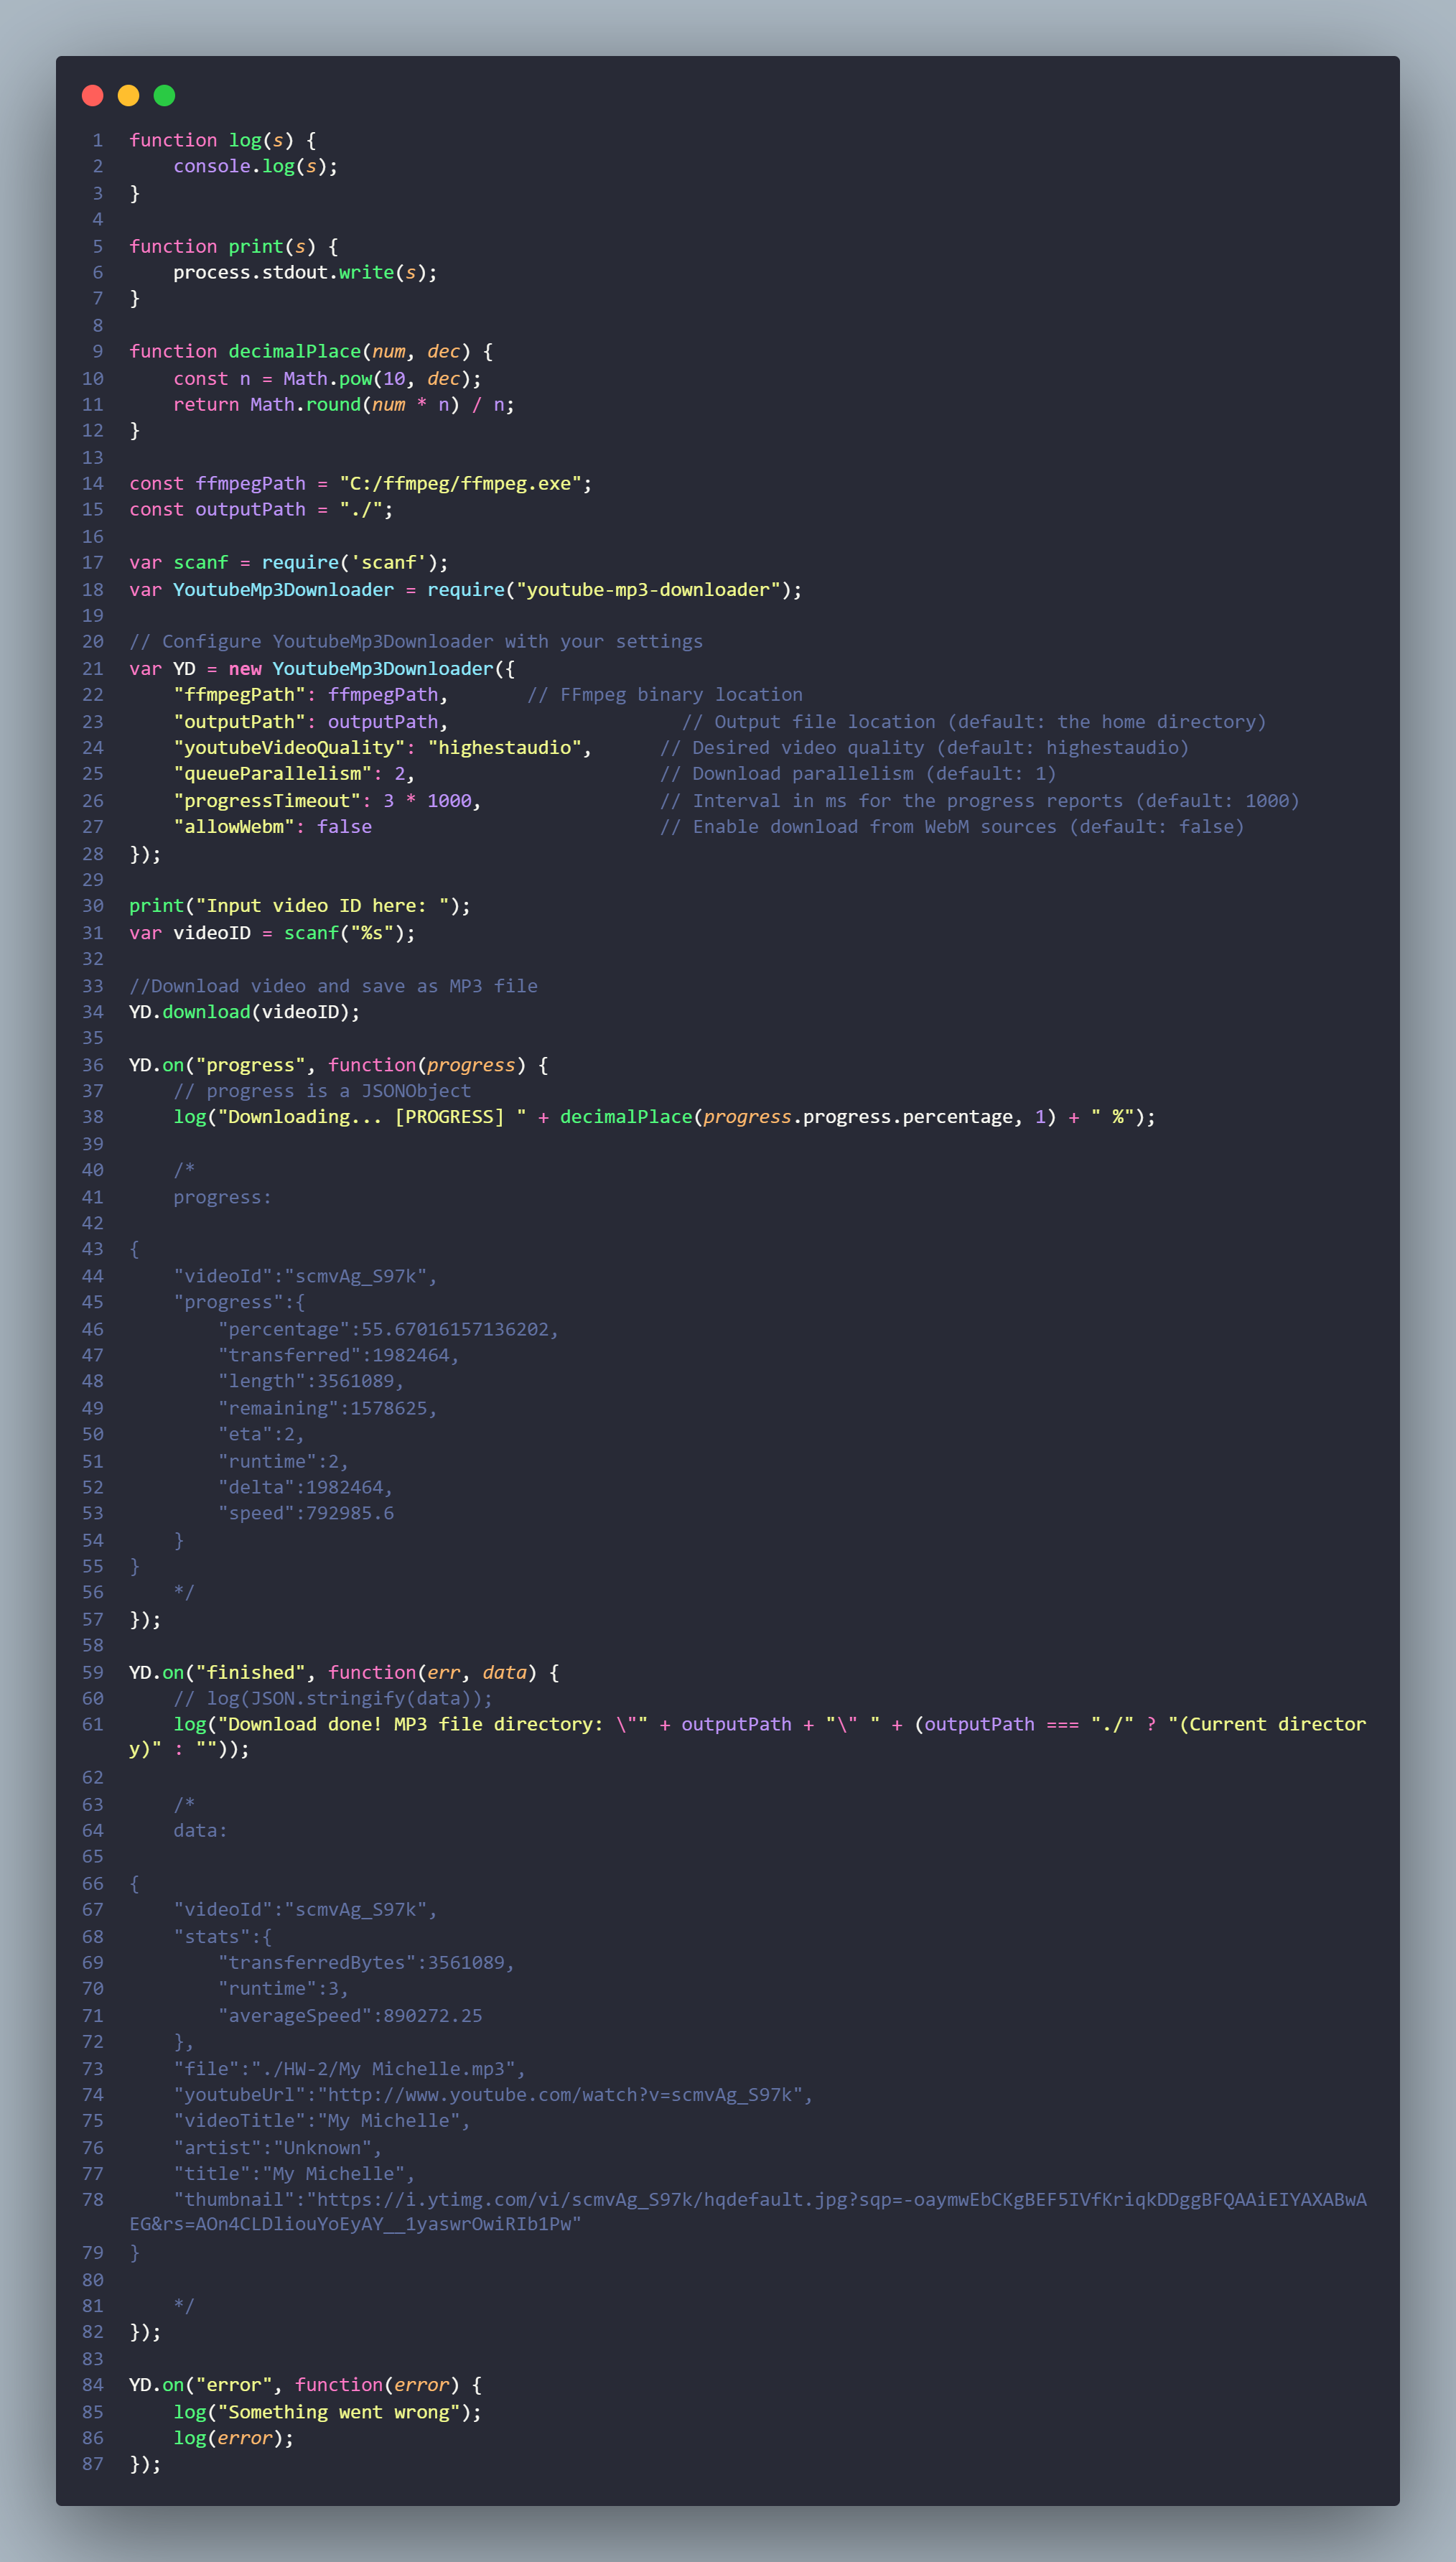 1 function log(s) {
2     console.log(s);
3 }
4
5 function print(s) {
6     process.stdout.write(s);
7 }
8
9 function decimalPlace(num, dec) {
10     const n = Math.pow(10, dec);
11     return Math.round(num * n) / n;
12 }
13
14 const ffmpegPath = "C:/ffmpeg/ffmpeg.exe";
15 const outputPath = "./";
16
17 var scanf = require('scanf');
18 var YoutubeMp3Downloader = require("youtube-mp3-downloader");
19
20 // Configure YoutubeMp3Downloader with your settings
21 var YD = new YoutubeMp3Downloader({
22     "ffmpegPath": ffmpegPath,       // FFmpeg binary location
23     "outputPath": outputPath,                     // Output file location (default: the home directory)
24     "youtubeVideoQuality": "highestaudio",      // Desired video quality (default: highestaudio)
25     "queueParallelism": 2,                      // Download parallelism (default: 1)
26     "progressTimeout": 3 * 1000,                // Interval in ms for the progress reports (default: 1000)
27     "allowWebm": false                          // Enable download from WebM sources (default: false)
28 });
29
30 print("Input video ID here: ");
31 var videoID = scanf("%s");
32
33 //Download video and save as MP3 file
34 YD.download(videoID);
35
36 YD.on("progress", function(progress) {
37     // progress is a JSONObject
38     log("Downloading... [PROGRESS] " + decimalPlace(progress.progress.percentage, 1) + " %");
39
40     /*
41     progress:
42
43 {
44     "videoId":"scmvAg_S97k",
45     "progress":{
46         "percentage":55.67016157136202,
47         "transferred":1982464,
48         "length":3561089,
49         "remaining":1578625,
50         "eta":2,
51         "runtime":2,
52         "delta":1982464,
53         "speed":792985.6
54     }
55 }
56     */
57 });
58
59 YD.on("finished", function(err, data) {
60     // log(JSON.stringify(data));
61     log("Download done! MP3 file directory: \"" + outputPath + "\" " + (outputPath === "./" ? "(Current director
y)" : ""));
62
63     /*
64     data:
65
66 {
67     "videoId":"scmvAg_S97k",
68     "stats":{
69         "transferredBytes":3561089,
70         "runtime":3,
71         "averageSpeed":890272.25
72     },
73     "file":"./HW-2/My Michelle.mp3",
74     "youtubeUrl":"http://www.youtube.com/watch?v=scmvAg_S97k",
75     "videoTitle":"My Michelle",
76     "artist":"Unknown",
77     "title":"My Michelle",
78     "thumbnail":"https://i.ytimg.com/vi/scmvAg_S97k/hqdefault.jpg?sqp=-oaymwEbCKgBEF5IVfKriqkDDggBFQAAiEIYAXABwA
EG&rs=AOn4CLDliouYoEyAY__1yaswrOwiRIb1Pw"
79 }
80
81     */
82 });
83
84 YD.on("error", function(error) {
85     log("Something went wrong");
86     log(error);
87 });